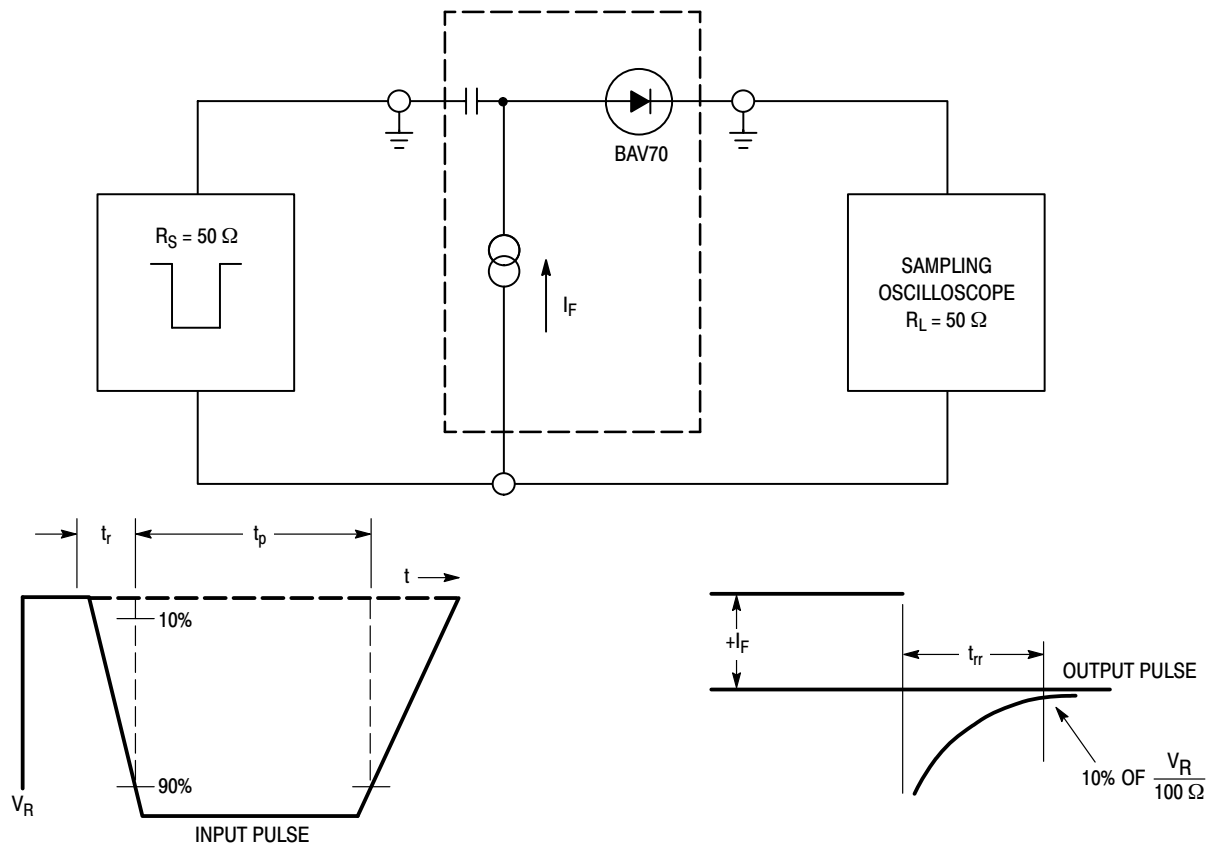 BAV70
R_S = 50 Ω
I_F
SAMPLING
OSCILLOSCOPE
R_L = 50 Ω
t_r
t_p
t
10%
90%
V_R
INPUT PULSE
+I_F
t_rr
OUTPUT PULSE
10% OF V_R
100 Ω